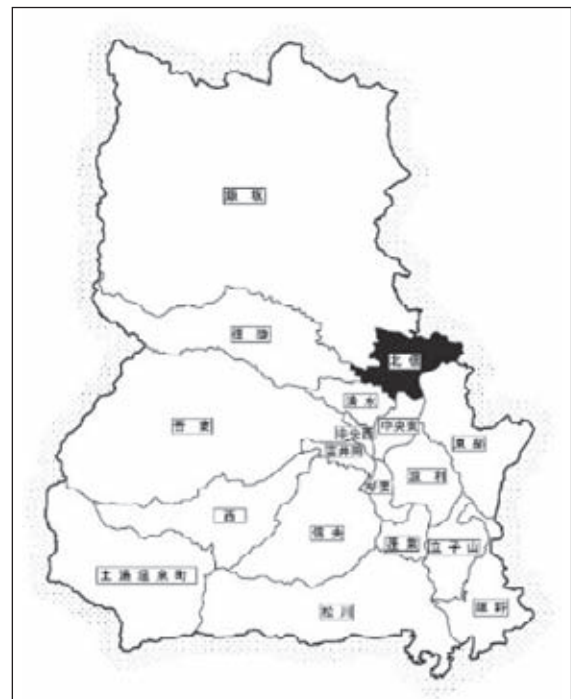 飯坂
信陵
北信
清水
吾妻
中央西
中央東
東部
渡利
杉妻
西
信夫
蓬萊
立子山
土湯温泉町
松川
飯野